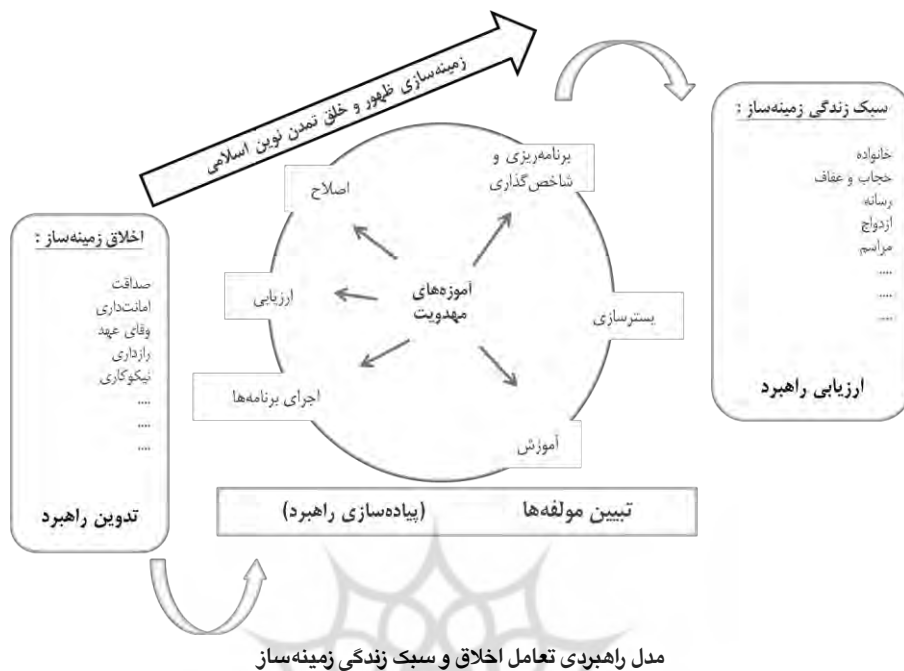 زمینه‌سازی ظهور و خلق تمدن نوین اسلامی
سبک زندگی زمینه‌ساز :
خانواده
حجاب و عفاف
رسانه
ازدواج
مراسم
....
....
....
ارزیابی راهبرد
برنامه‌ریزی و
شاخص‌گذاری
اصلاح
بسترسازی
آموزه‌های
مهدویت
ارزیابی
اجرای برنامه‌ها
آموزش
اخلاق زمینه‌ساز :
صداقت
امانت‌داری
وقای عهد
رازداری
نیکوکاری
....
....
....
تدوین راهبرد
تبیین مولفه‌ها (پیاده‌سازی راهبرد)
مدل راهبردی تعامل اخلاق و سبک زندگی زمینه‌ساز